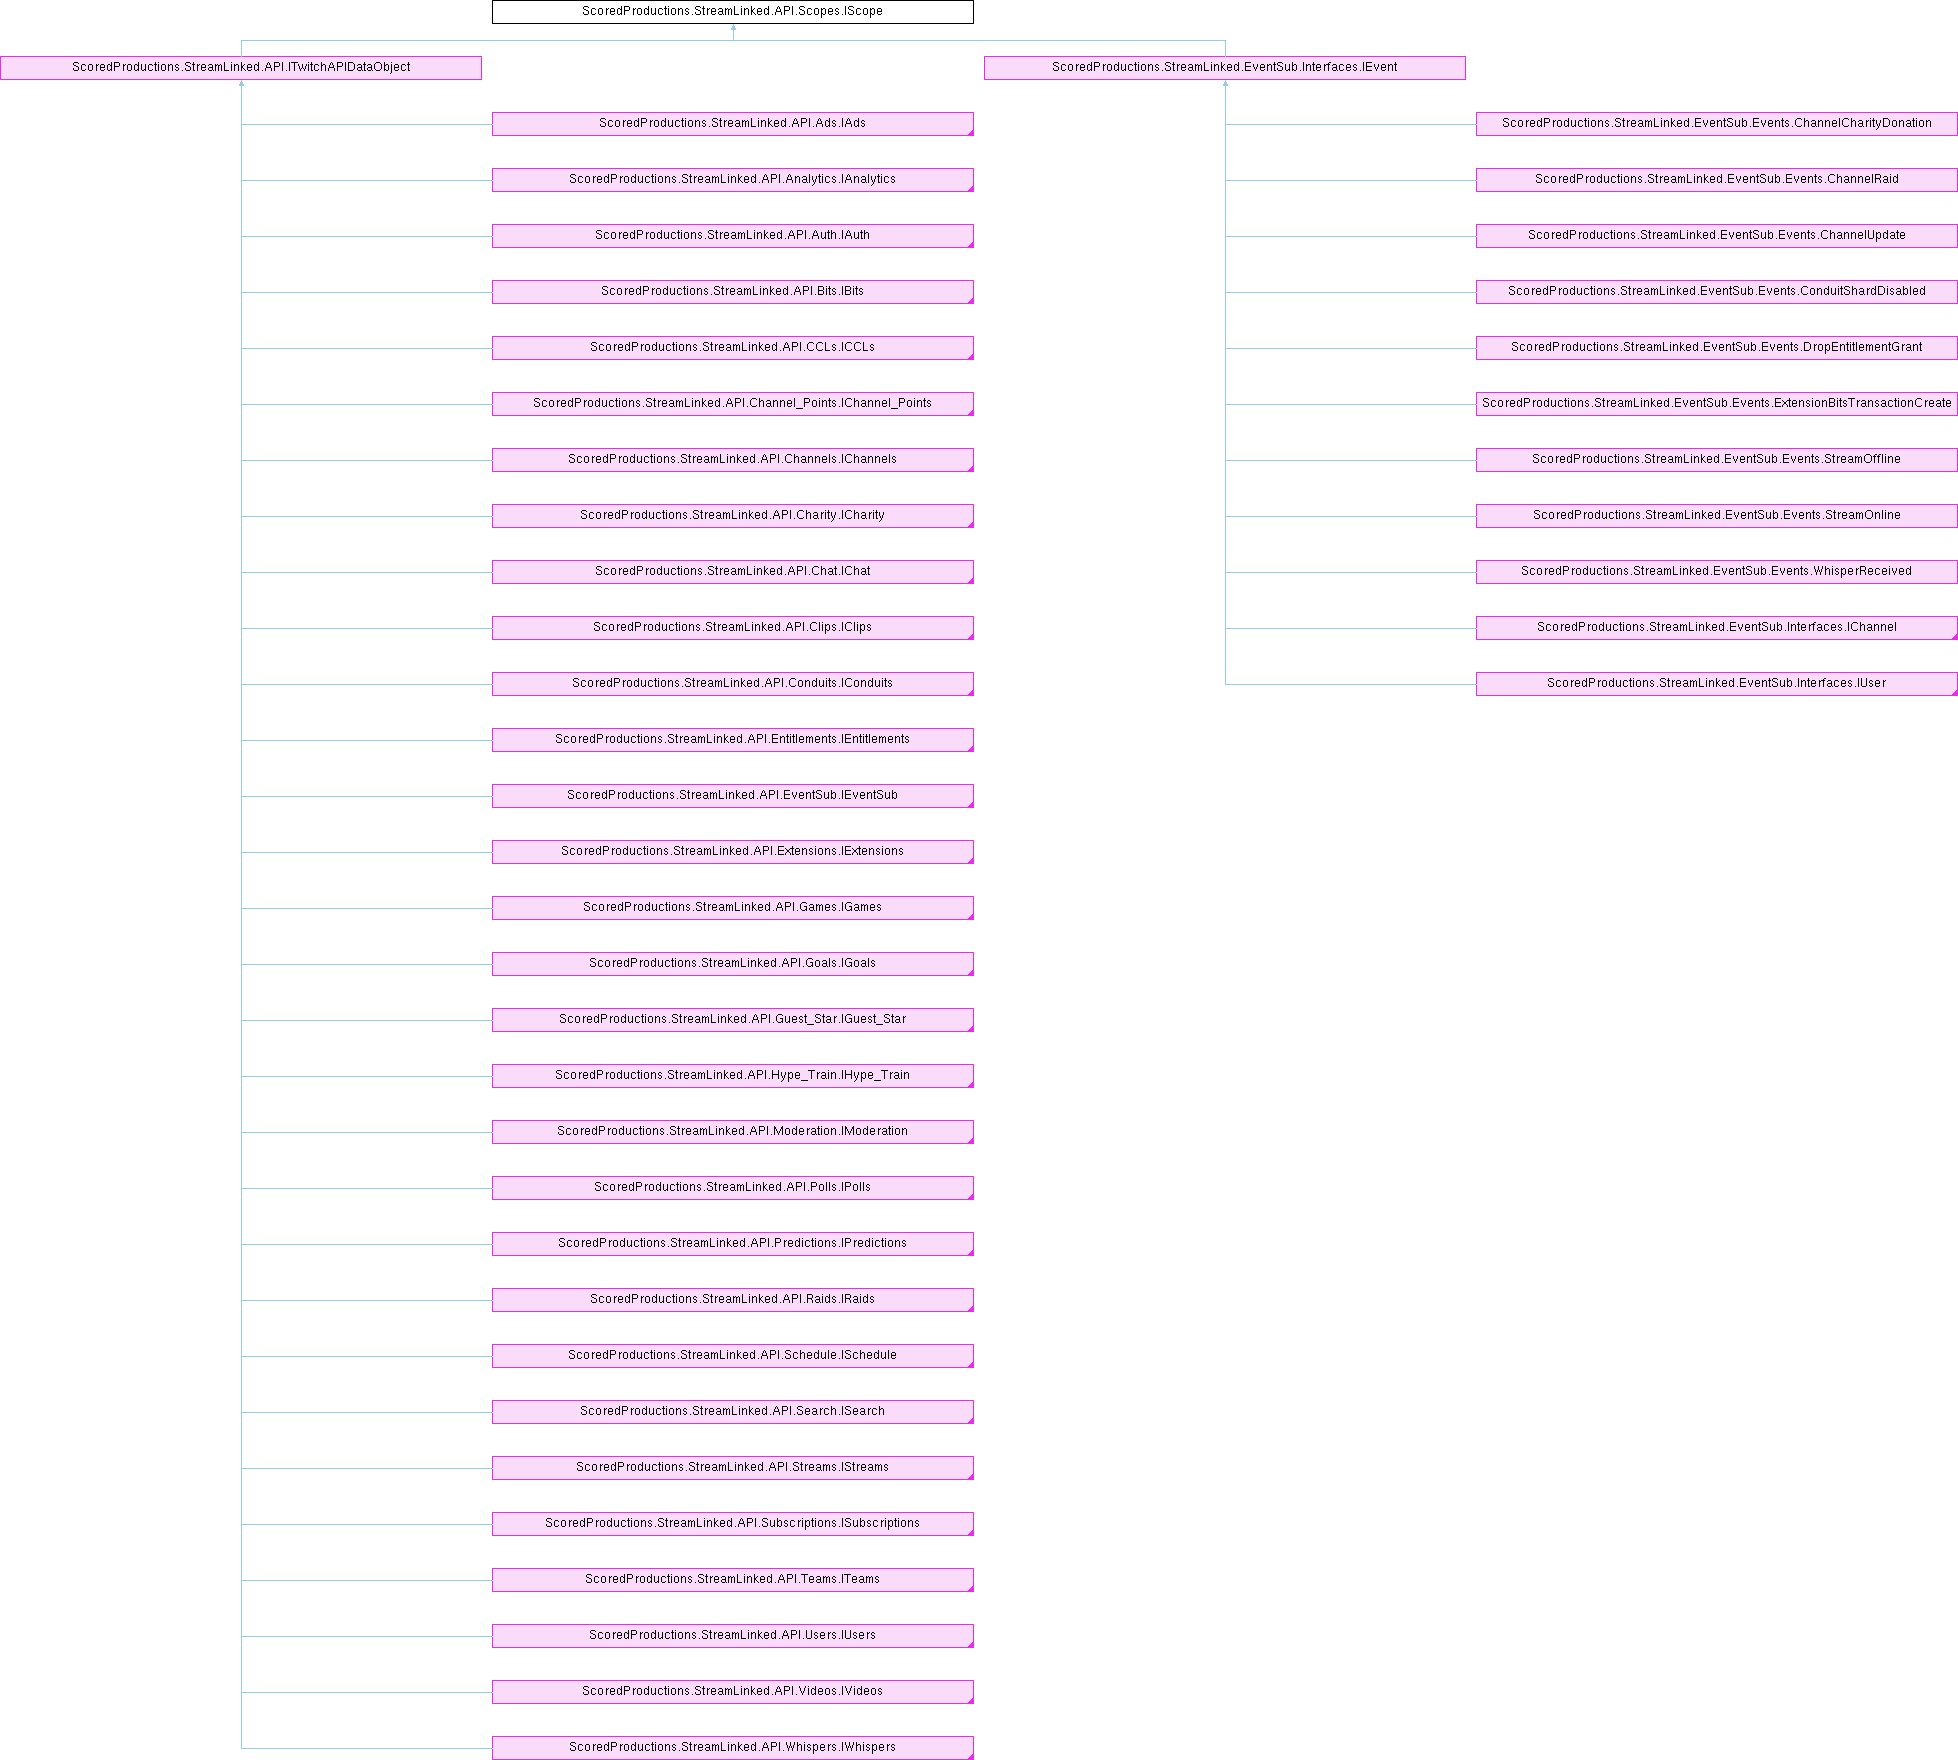 ScoredProductions.StreamLinked.API.Scopes.IScope
ScoredProductions.StreamLinked.API.ITwitchAPIDataObject
ScoredProductions.StreamLinked.EventSub.Interfaces.IEvent
ScoredProductions.StreamLinked.API.Ads.IAds
ScoredProductions.StreamLinked.EventSub.Events.ChannelCharityDonation
ScoredProductions.StreamLinked.API.Analytics.IAnalytics
ScoredProductions.StreamLinked.EventSub.Events.ChannelRaid
ScoredProductions.StreamLinked.API.Auth.IAuth
ScoredProductions.StreamLinked.EventSub.Events.ChannelUpdate
ScoredProductions.StreamLinked.API.Bits.IBits
ScoredProductions.StreamLinked.EventSub.Events.ConduitShardDisabled
ScoredProductions.StreamLinked.API.CCLs.ICCLs
ScoredProductions.StreamLinked.EventSub.Events.DropEntitlementGrant
ScoredProductions.StreamLinked.API.Channel_Points.IChannel_Points
ScoredProductions.StreamLinked.EventSub.Events.ExtensionBitsTransactionCreate
ScoredProductions.StreamLinked.API.Channels.IChannels
ScoredProductions.StreamLinked.EventSub.Events.StreamOffline
ScoredProductions.StreamLinked.API.Charity.ICharity
ScoredProductions.StreamLinked.EventSub.Events.StreamOnline
ScoredProductions.StreamLinked.API.Chat.IChat
ScoredProductions.StreamLinked.EventSub.Events.WhisperReceived
ScoredProductions.StreamLinked.API.Clips.IClips
ScoredProductions.StreamLinked.EventSub.Interfaces.IChannel
ScoredProductions.StreamLinked.API.Conduits.IConduits
ScoredProductions.StreamLinked.EventSub.Interfaces.IUser
ScoredProductions.StreamLinked.API.Entitlements.IEntitlements
ScoredProductions.StreamLinked.API.EventSub.IEventSub
ScoredProductions.StreamLinked.API.Extensions.IExtensions
ScoredProductions.StreamLinked.API.Games.IGames
ScoredProductions.StreamLinked.API.Goals.IGoals
ScoredProductions.StreamLinked.API.Guest_Star.IGuest_Star
ScoredProductions.StreamLinked.API.Hype_Train.IHype_Train
ScoredProductions.StreamLinked.API.Moderation.IModeration
ScoredProductions.StreamLinked.API.Polls.IPolls
ScoredProductions.StreamLinked.API.Predictions.IPredictions
ScoredProductions.StreamLinked.API.Raids.IRaids
ScoredProductions.StreamLinked.API.Schedule.ISchedule
ScoredProductions.StreamLinked.API.Search.ISearch
ScoredProductions.StreamLinked.API.Streams.IStreams
ScoredProductions.StreamLinked.API.Subscriptions.ISubscriptions
ScoredProductions.StreamLinked.API.Teams.ITeams
ScoredProductions.StreamLinked.API.Users.IUsers
ScoredProductions.StreamLinked.API.Videos.IVideos
ScoredProductions.StreamLinked.API.Whispers.IWhispers